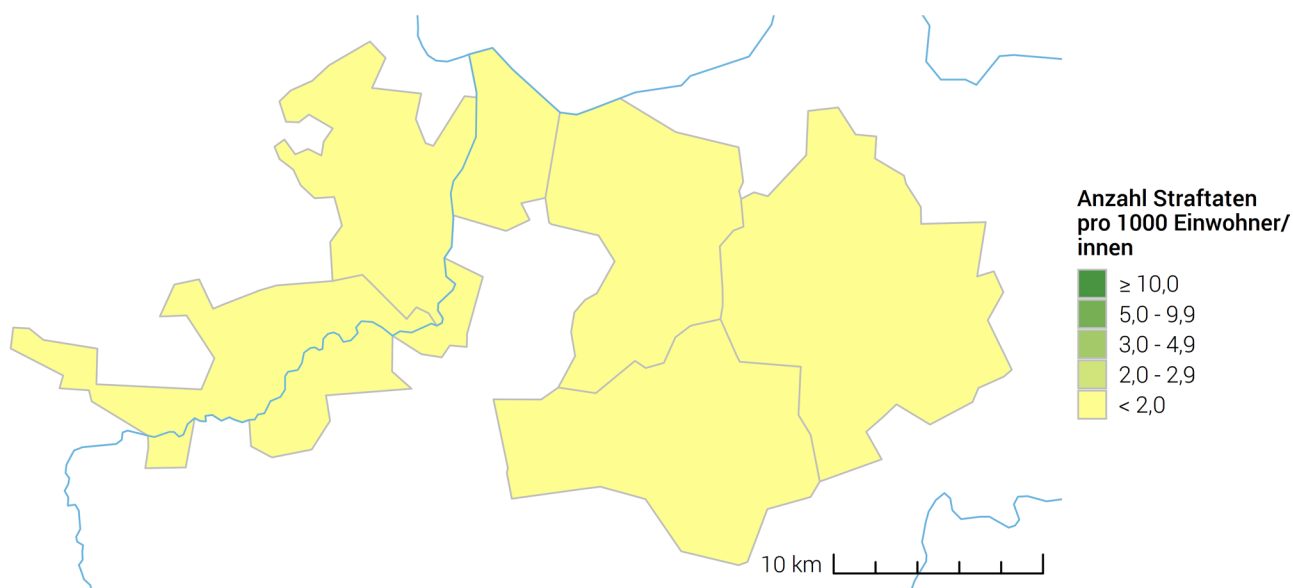 Anzahl Straftaten
pro 1000 Einwohner/
innen
≥ 10,0
5,0 - 9,9
3,0 - 4,9
2,0 - 2,9
< 2,0
10 km